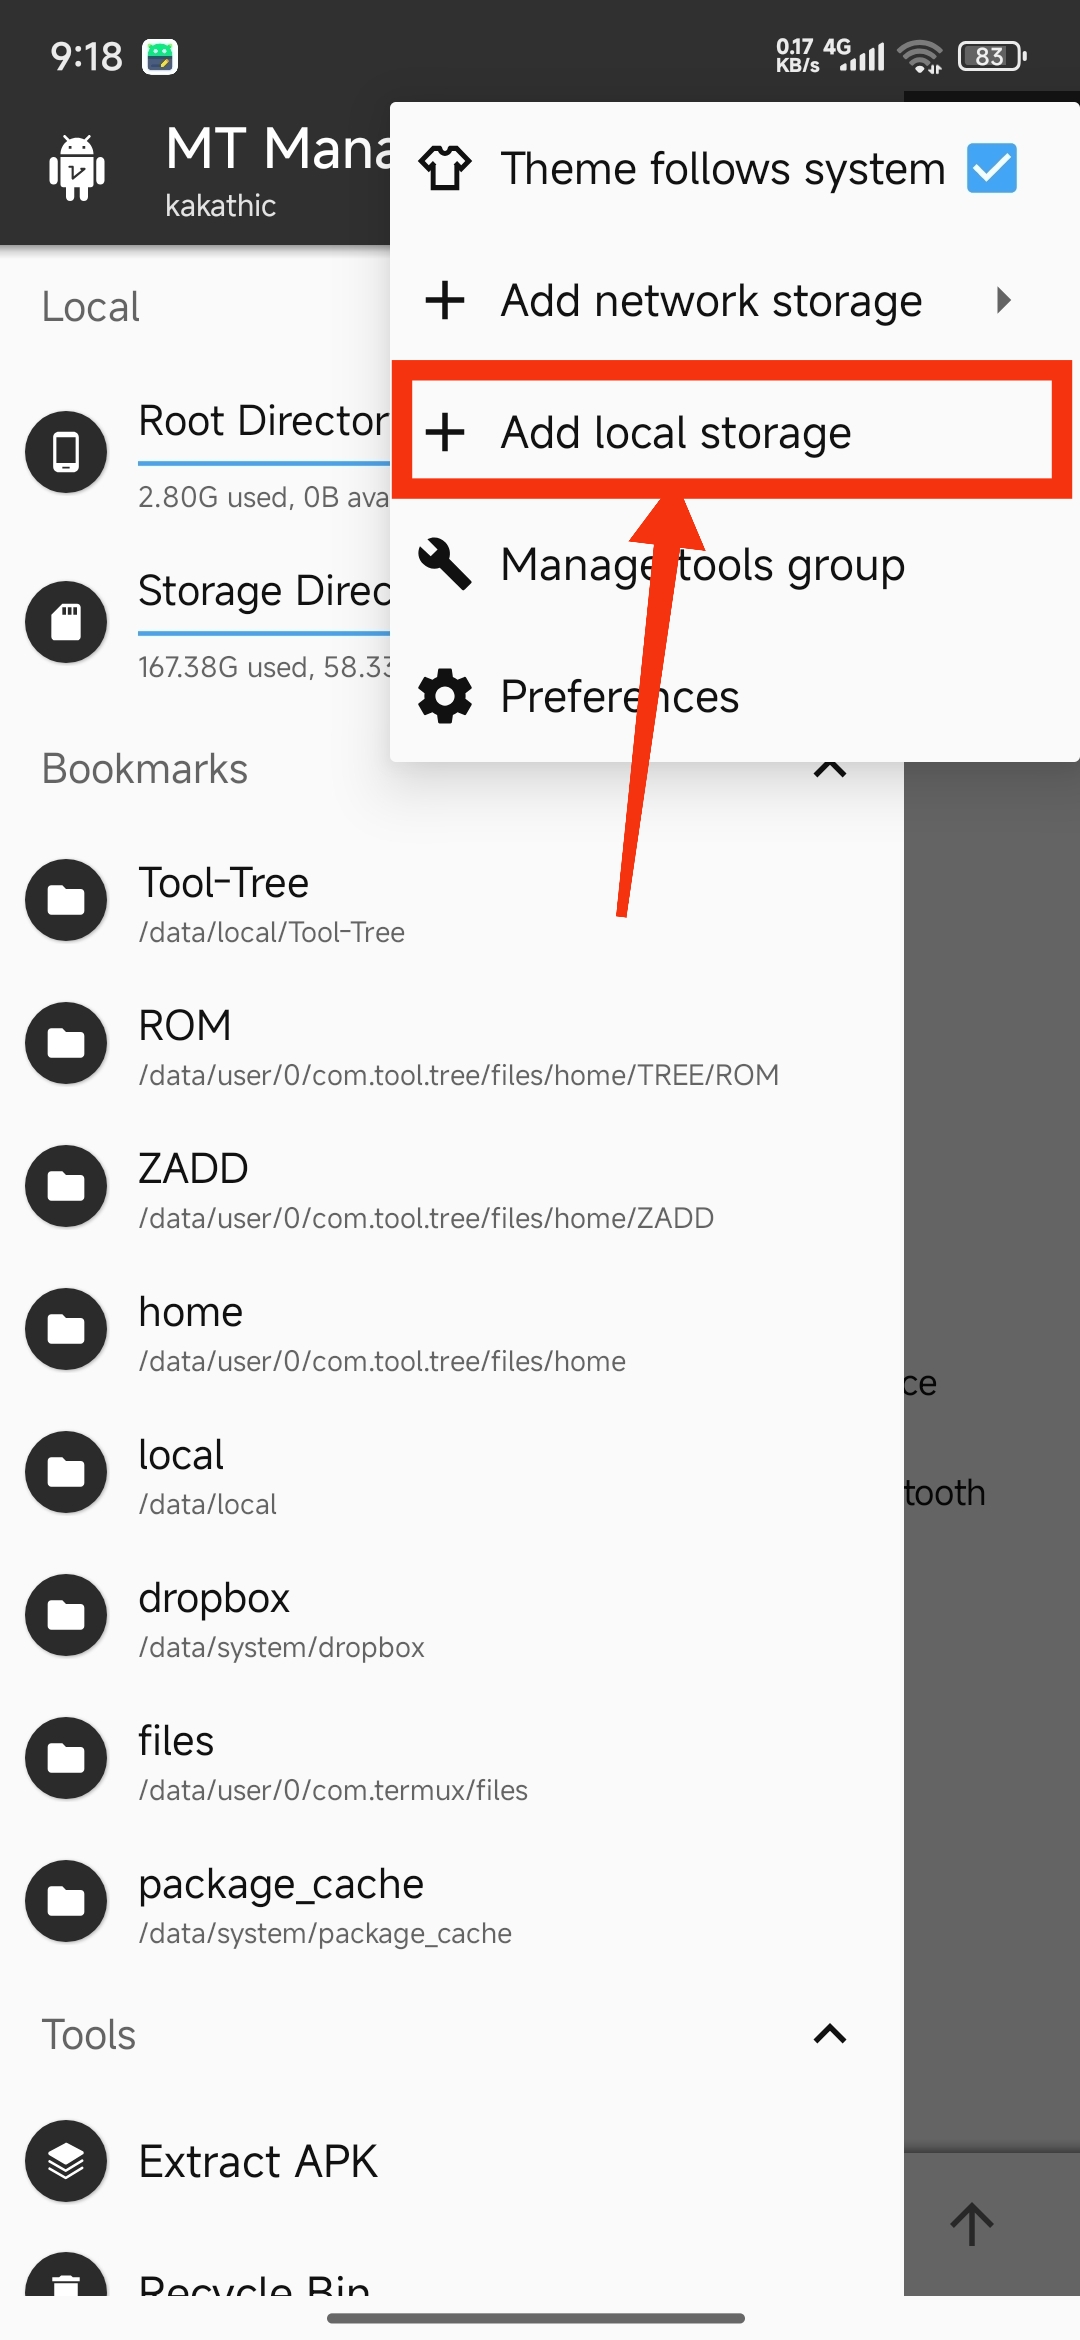 9:18
0.17 KB/s 4G 83
MT Mana
kakathic
Theme follows system
Add network storage
Add local storage
Manage tools group
Preferences
Local
Root Director
2.80G used, 0B ava
Storage Direc
167.38G used, 58.33
Bookmarks
Tool-Tree
/data/local/Tool-Tree
ROM
/data/user/0/com.tool.tree/files/home/TREE/ROM
ZADD
/data/user/0/com.tool.tree/files/home/ZADD
home
/data/user/0/com.tool.tree/files/home
ce
local
/data/local
tooth
dropbox
/data/system/dropbox
files
/data/user/0/com.termux/files
package_cache
/data/system/package_cache
Tools
Extract APK
Recycle Bin